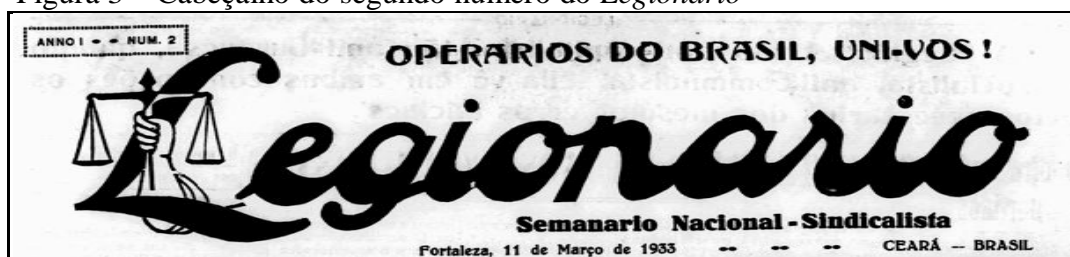 Figura 3 – Cabeçalho do segundo número do Legionário
ANNO I - - NUM. 2
OPERARIOS DO BRASIL, UNI-VOS !
Legionario
Semanario Nacional-Sindicalista
Fortaleza, 11 de Março de 1933 -- -- -- CEARÁ -- BRASIL